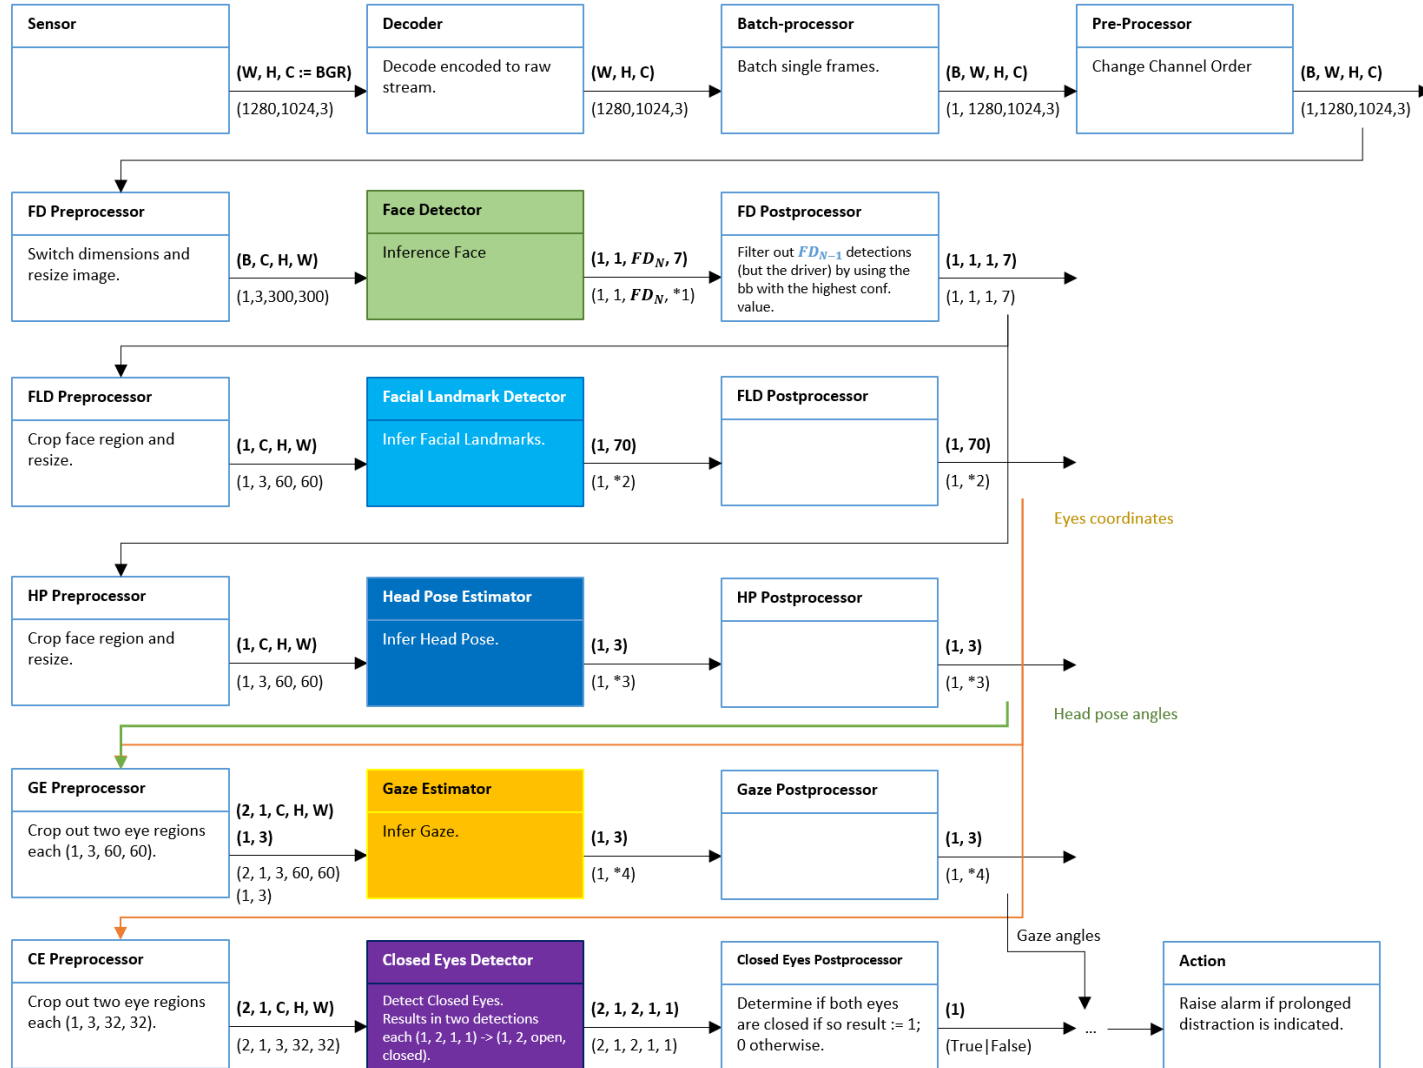 Sensor
(W, H, C := BGR)
(1280,1024,3)
Decoder
Decode encoded to raw
stream.
(W, H, C)
(1280,1024,3)
Batch-processor
Batch single frames.
(B, W, H, C)
(1, 1280,1024,3)
Pre-Processor
Change Channel Order
(B, W, H, C)
(1,1280,1024,3)
FD Preprocessor
Switch dimensions and
resize image.
(B, C, H, W)
(1,3,300,300)
Face Detector
Inference Face
(1, 1, FD_N, 7)
(1, 1, FD_N, *1)
FD Postprocessor
Filter out FD_{N−1} detections
(but the driver) by using the
bb with the highest conf.
value.
(1, 1, 1, 7)
(1, 1, 1, 7)
FLD Preprocessor
Crop face region and
resize.
(1, C, H, W)
(1, 3, 60, 60)
Facial Landmark Detector
Infer Facial Landmarks.
(1, 70)
(1, *2)
FLD Postprocessor
(1, 70)
(1, *2)
Eyes coordinates
HP Preprocessor
Crop face region and
resize.
(1, C, H, W)
(1, 3, 60, 60)
Head Pose Estimator
Infer Head Pose.
(1, 3)
(1, *3)
HP Postprocessor
(1, 3)
(1, *3)
Head pose angles
GE Preprocessor
Crop out two eye regions
each (1, 3, 60, 60).
(2, 1, C, H, W)
(1, 3)
(2, 1, 3, 60, 60)
(1, 3)
Gaze Estimator
Infer Gaze.
(1, 3)
(1, *4)
Gaze Postprocessor
(1, 3)
(1, *4)
Gaze angles
CE Preprocessor
Crop out two eye regions
each (1, 3, 32, 32).
(2, 1, C, H, W)
(2, 1, 3, 32, 32)
Closed Eyes Detector
Detect Closed Eyes.
Results in two detections
each (1, 2, 1, 1) -> (1, 2, open,
closed).
(2, 1, 2, 1, 1)
(2, 1, 2, 1, 1)
Closed Eyes Postprocessor
Determine if both eyes
are closed if so result := 1;
0 otherwise.
(1)
(True|False)
...
Action
Raise alarm if prolonged
distraction is indicated.